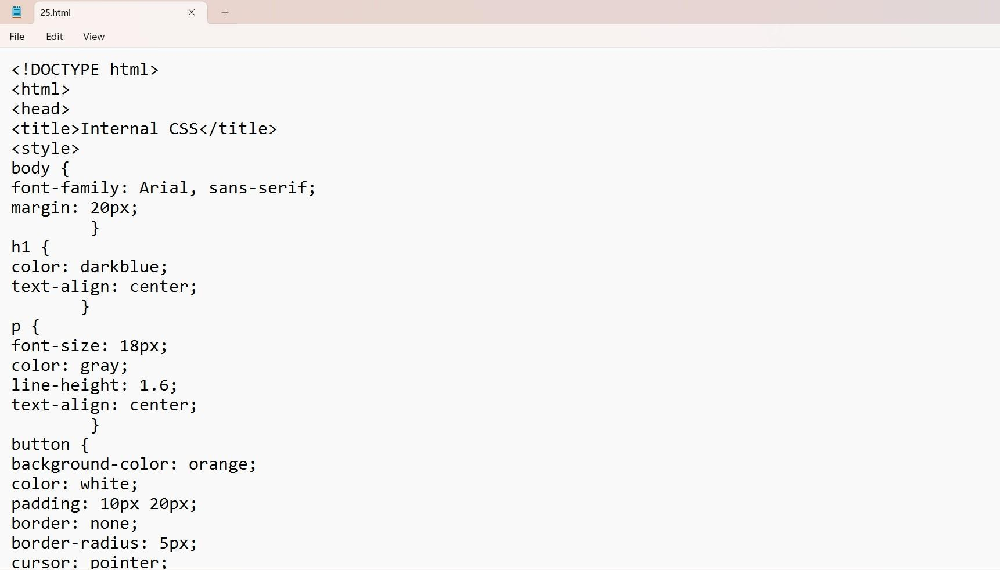 25.html
File Edit View
<!DOCTYPE html>
<html>
<head>
<title>Internal CSS</title>
<style>
body {
font-family: Arial, sans-serif;
margin: 20px;
        }
h1 {
color: darkblue;
text-align: center;
       }
p {
font-size: 18px;
color: gray;
line-height: 1.6;
text-align: center;
        }
button {
background-color: orange;
color: white;
padding: 10px 20px;
border: none;
border-radius: 5px;
cursor: pointer;